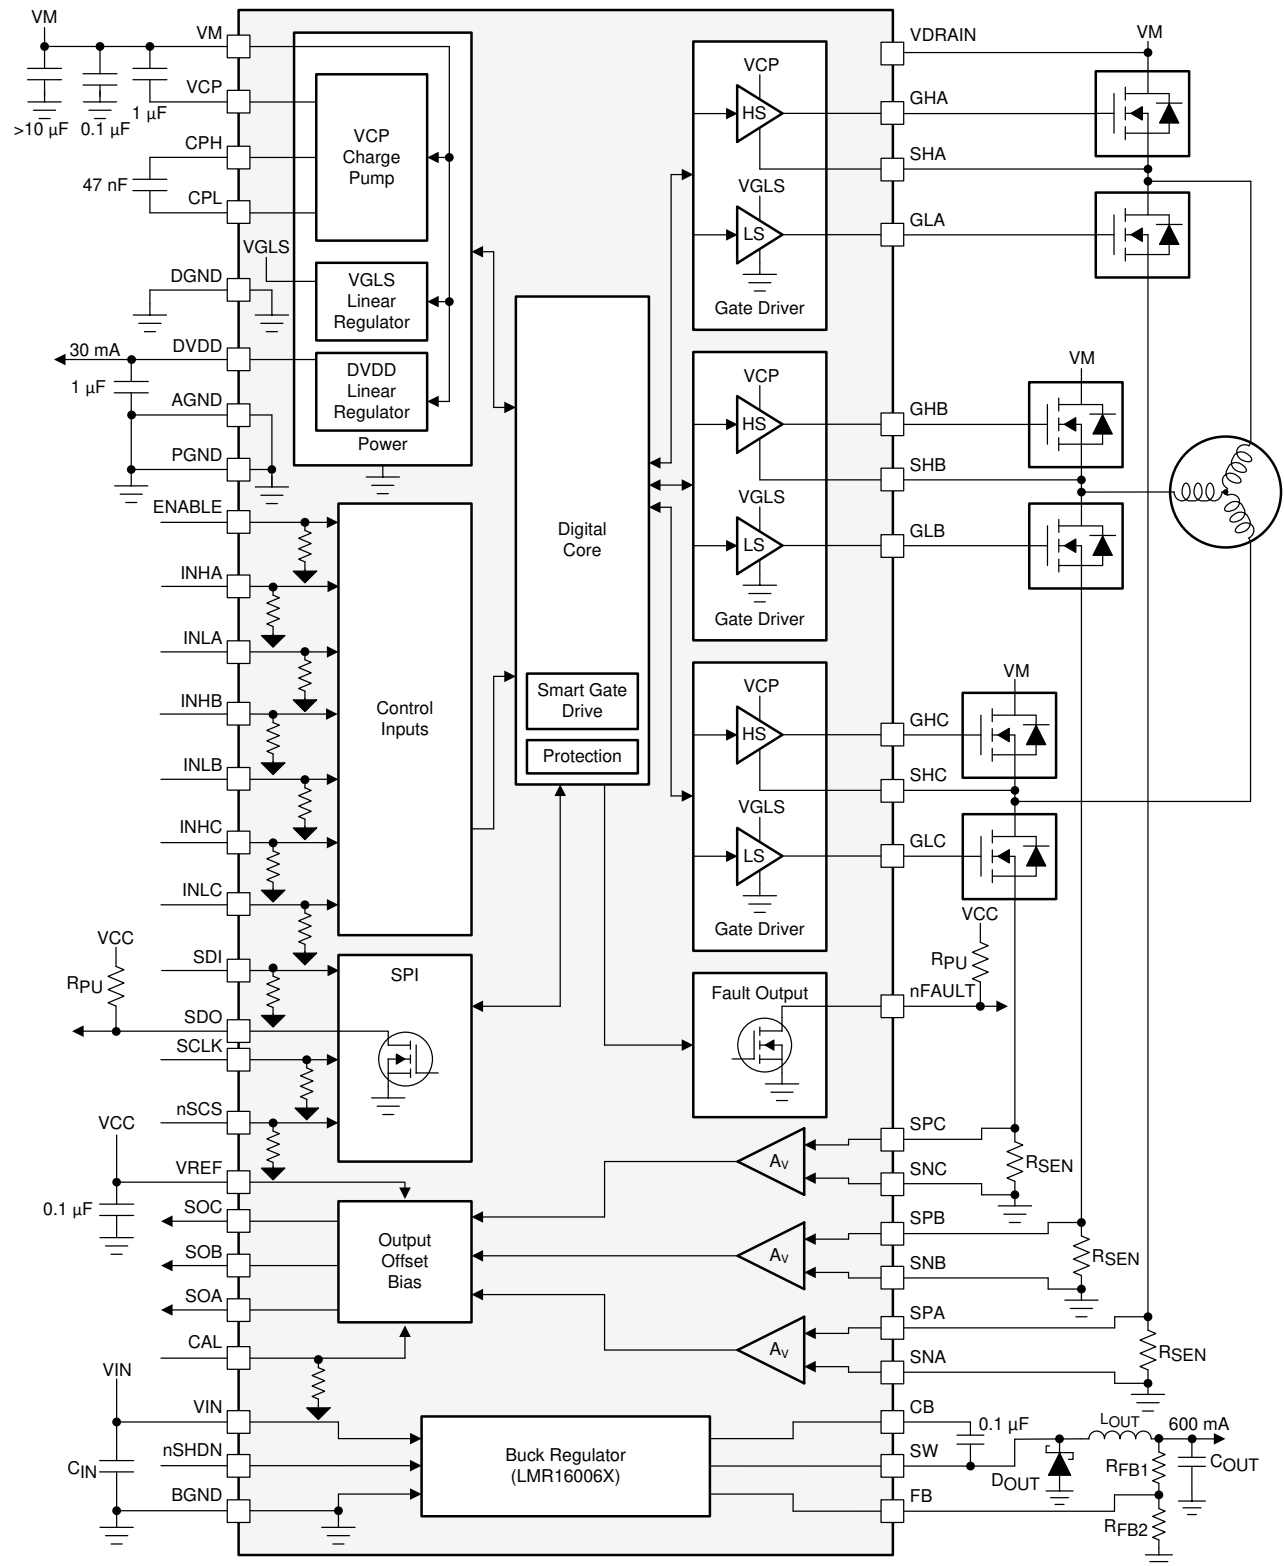 VM
VM
VCP
>10 µF
0.1 µF
1 µF
CPH
47 nF
CPL
VGLS
DGND
30 mA
DVDD
1 µF
AGND
PGND
ENABLE
INHA
INLA
INHB
INLB
INHC
INLC
VCC
RPU
SDI
SDO
SCLK
nSCS
VCC
VREF
0.1 µF
SOC
SOB
SOA
CAL
VIN
VIN
nSHDN
CIN
BGND
VCP
Charge
Pump
VGLS
Linear
Regulator
DVDD
Linear
Regulator
Power
Control
Inputs
SPI
Output
Offset
Bias
Digital
Core
Smart Gate
Drive
Protection
Buck Regulator
(LMR16006X)
VCP
HS
VGLS
LS
Gate Driver
VCP
HS
VGLS
LS
Gate Driver
VCP
HS
VGLS
LS
Gate Driver
Fault Output
AV
AV
AV
VDRAIN
VM
GHA
SHA
GLA
VM
GHB
SHB
GLB
VM
GHC
SHC
GLC
VCC
RPU
nFAULT
SPC
RSEN
SNC
SPB
RSEN
SNB
SPA
RSEN
SNA
CB
0.1 µF
SW
FB
DOUT
LOUT
600 mA
RFB1
COUT
RFB2